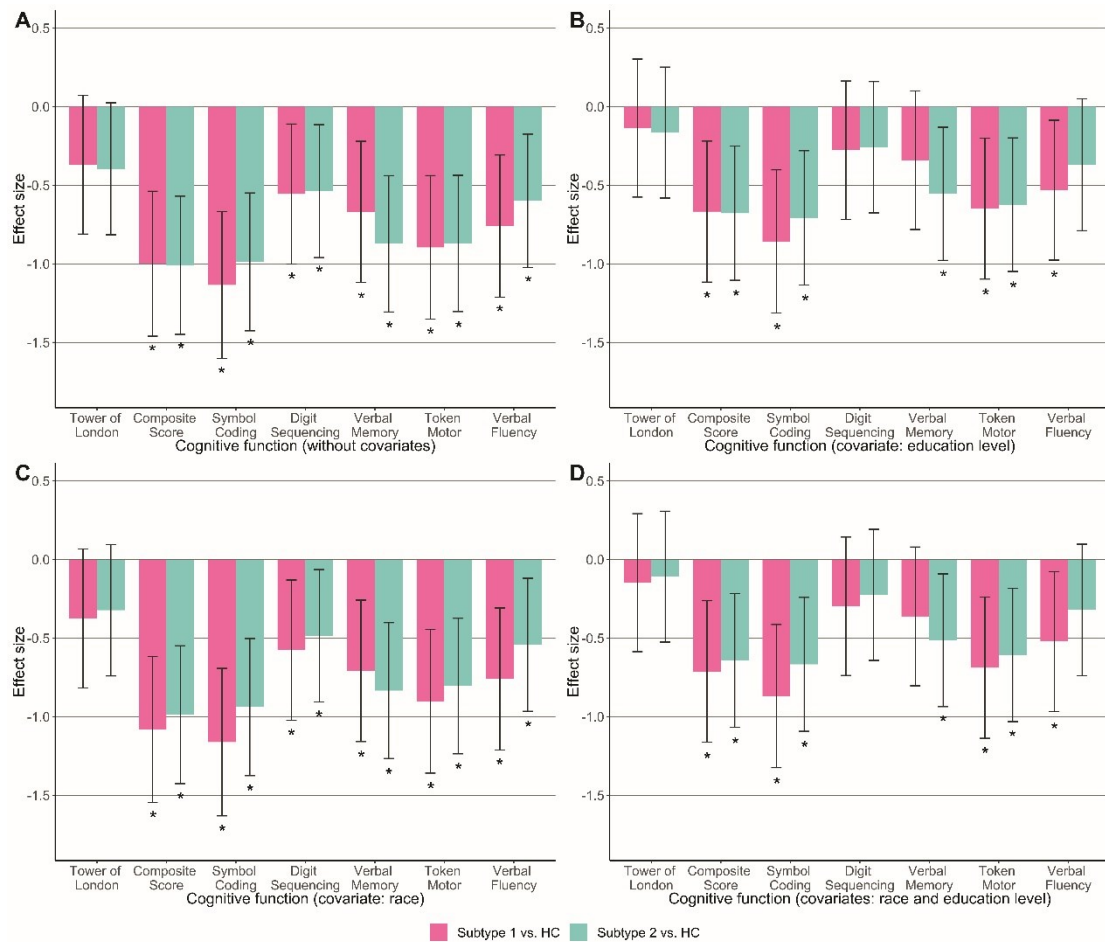 A
0.5
0.0
-0.5
-1.0
-1.5
Effect size
* * * * * * * * * * * *
Tower of London
Composite Score
Symbol Coding
Digit Sequencing
Verbal Memory
Token Motor
Verbal Fluency
Cognitive function (without covariates)
B
0.5
0.0
-0.5
-1.0
-1.5
Effect size
* * * * * * * *
Tower of London
Composite Score
Symbol Coding
Digit Sequencing
Verbal Memory
Token Motor
Verbal Fluency
Cognitive function (covariate: education level)
C
0.5
0.0
-0.5
-1.0
-1.5
Effect size
* * * * * * * * * * * *
Tower of London
Composite Score
Symbol Coding
Digit Sequencing
Verbal Memory
Token Motor
Verbal Fluency
Cognitive function (covariate: race)
D
0.5
0.0
-0.5
-1.0
-1.5
Effect size
* * * * * * * *
Tower of London
Composite Score
Symbol Coding
Digit Sequencing
Verbal Memory
Token Motor
Verbal Fluency
Cognitive function (covariates: race and education level)
Subtype 1 vs. HC
Subtype 2 vs. HC